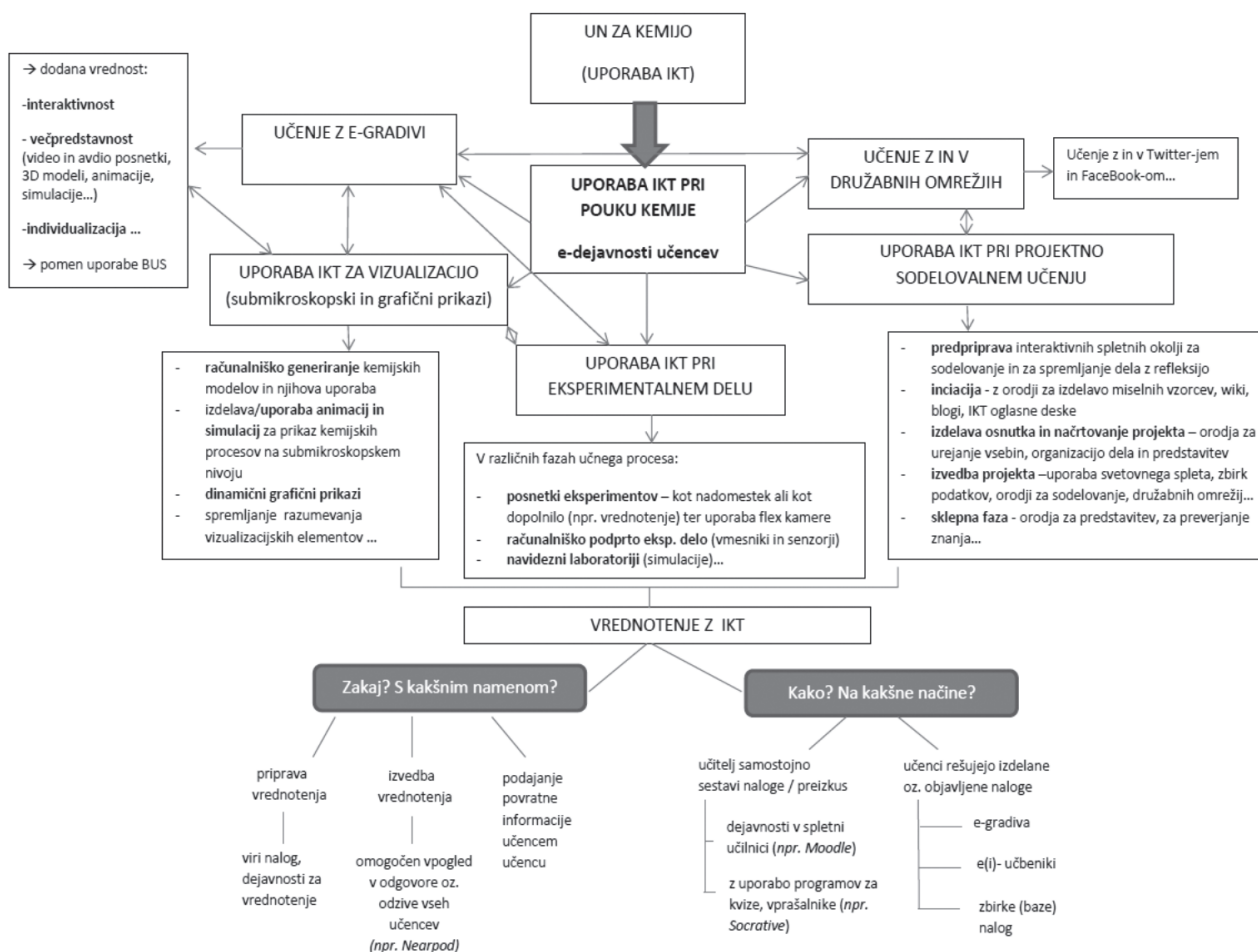 UN ZA KEMIJO
(UPORABA IKT)
→ dodana vrednost:
-interaktivnost
- večpredstavnost
(video in avdio posnetki,
3D modeli, animacije,
simulacije...)
-individualizacija ...
→ pomen uporabe BUS
UČENJE Z E-GRADIVI
UPORABA IKT PRI
POUKU KEMIJE
e-dejavnosti učencev
UČENJE Z IN V
DRUŽABNIH OMREŽJIH
Učenje z in v Twitter-jem
in FaceBook-om...
UPORABA IKT ZA VIZUALIZACIJO
(submikroskopski in grafični prikazi)
UPORABA IKT PRI PROJEKTNO
SODELOVALNEM UČENJU
UPORABA IKT PRI
EKSPERIMENTALNEM DELU
- računalniško generiranje kemijskih
modelov in njihova uporaba
- izdelava/uporaba animacij in
simulacij za prikaz kemijskih
procesov na submikroskopskem
nivoju
- dinamični grafični prikazi
- spremljanje razumevanja
vizualizacijskih elementov ...
V različnih fazah učnega procesa:
- posnetki eksperimentov – kot nadomestek ali kot
dopolnilo (npr. vrednotenje) ter uporaba flex kamere
- računalniško podprto eksp. delo (vmesniki in senzorji)
- navidezni laboratoriji (simulacije)...
- predpriprava interaktivnih spletnih okolji za
sodelovanje in za spremljanje dela z refleksijo
- inciacija - z orodji za izdelavo miselnih vzorcev, wiki,
blogi, IKT oglasne deske
- izdelava osnutka in načrtovanje projekta – orodja za
urejanje vsebin, organizacijo dela in predstavitev
- izvedba projekta –uporaba svetovnega spleta, zbirk
podatkov, orodji za sodelovanje, družabnih omrežij...
- sklepna faza - orodja za predstavitev, za preverjanje
znanja...
VREDNOTENJE Z IKT
Zakaj? S kakšnim namenom?
priprava
vrednotenja
viri nalog,
dejavnosti za
vrednotenje
izvedba
vrednotenja
omogočen vpogled
v odgovore oz.
odzive vseh
učencev
(npr. Nearpod)
podajanje
povratne
informacije
učencem
učencu
Kako? Na kakšne načine?
učitelj samostojno
sestavi naloge / preizkus
dejavnosti v spletni
učilnici (npr. Moodle)
z uporabo programov za
kvize, vprašalnike (npr.
Socrative)
učenci rešujejo izdelane
oz. objavljene naloge
e-gradiva
e(i)- učbeniki
zbirke (baze)
nalog